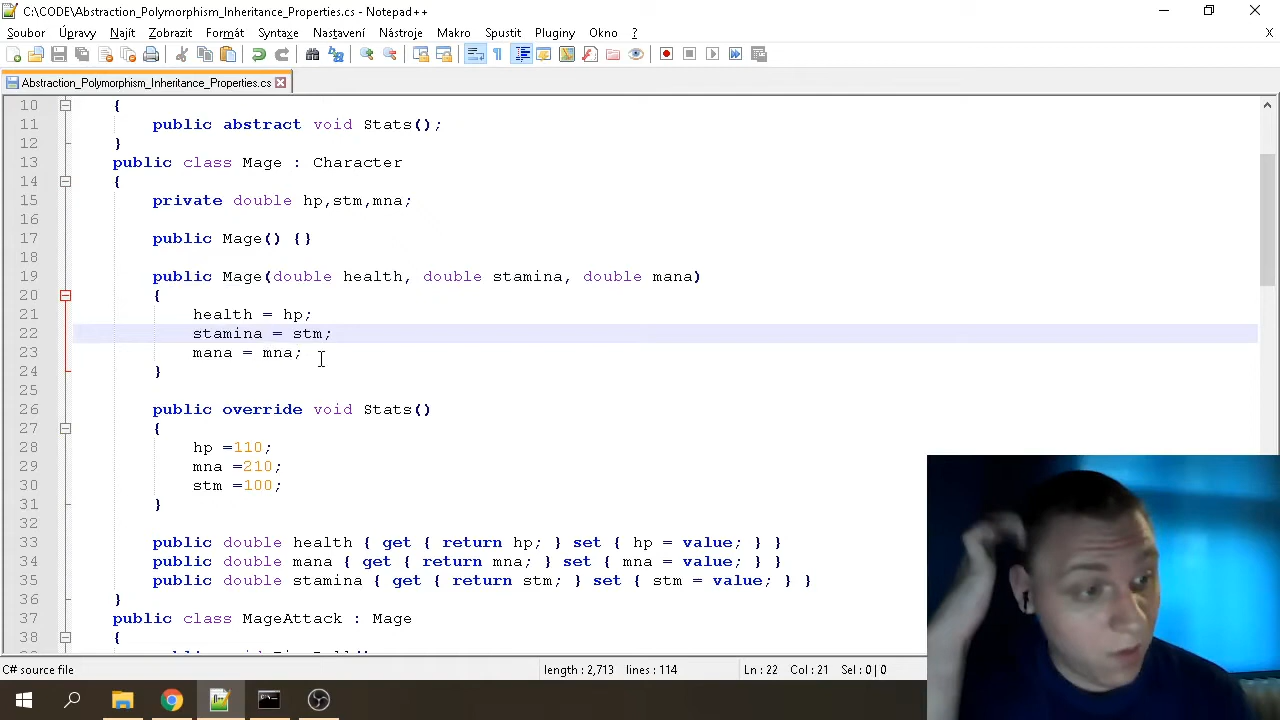 C:\CODE\Abstraction_Polymorphism_Inheritance_Properties.cs - Notepad++
Soubor Úpravy Najít Zobrazit Formát Syntaxe Nastavení Nástroje Makro Spustit Pluginy Okno ? X
Abstraction_Polymorphism_Inheritance_Properties.cs
10 {
11 public abstract void Stats();
12 }
13 public class Mage : Character
14 {
15 private double hp,stm,mna;
16
17 public Mage() {}
18
19 public Mage(double health, double stamina, double mana)
20 {
21 health = hp;
22 stamina = stm;
23 mana = mna;
24 }
25
26 public override void Stats()
27 {
28 hp =110;
29 mna =210;
30 stm =100;
31 }
32
33 public double health { get { return hp; } set { hp = value; } }
34 public double mana { get { return mna; } set { mna = value; } }
35 public double stamina { get { return stm; } set { stm = value; } }
36 }
37 public class MageAttack : Mage
38 {
C# source file length : 2,713 lines : 114 Ln : 22 Col : 21 Sel : 0 | 0